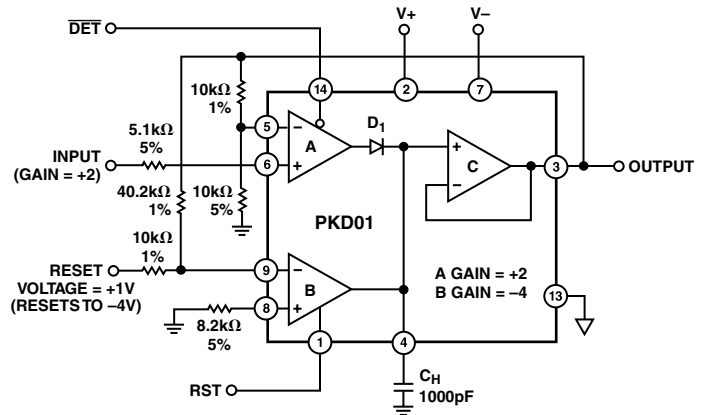 DET
V+
V–
10kΩ
1%
14
2
7
5.1kΩ
5%
5
–
A
D1
+
C
3
OUTPUT
INPUT
(GAIN = +2)
6
+
–
40.2kΩ
1%
10kΩ
5%
PKD01
10kΩ
1%
RESET
VOLTAGE = +1V
(RESETS TO –4V)
9
–
B
A GAIN = +2
B GAIN = –4
13
8
+
8.2kΩ
5%
1
4
RST
CH
1000pF